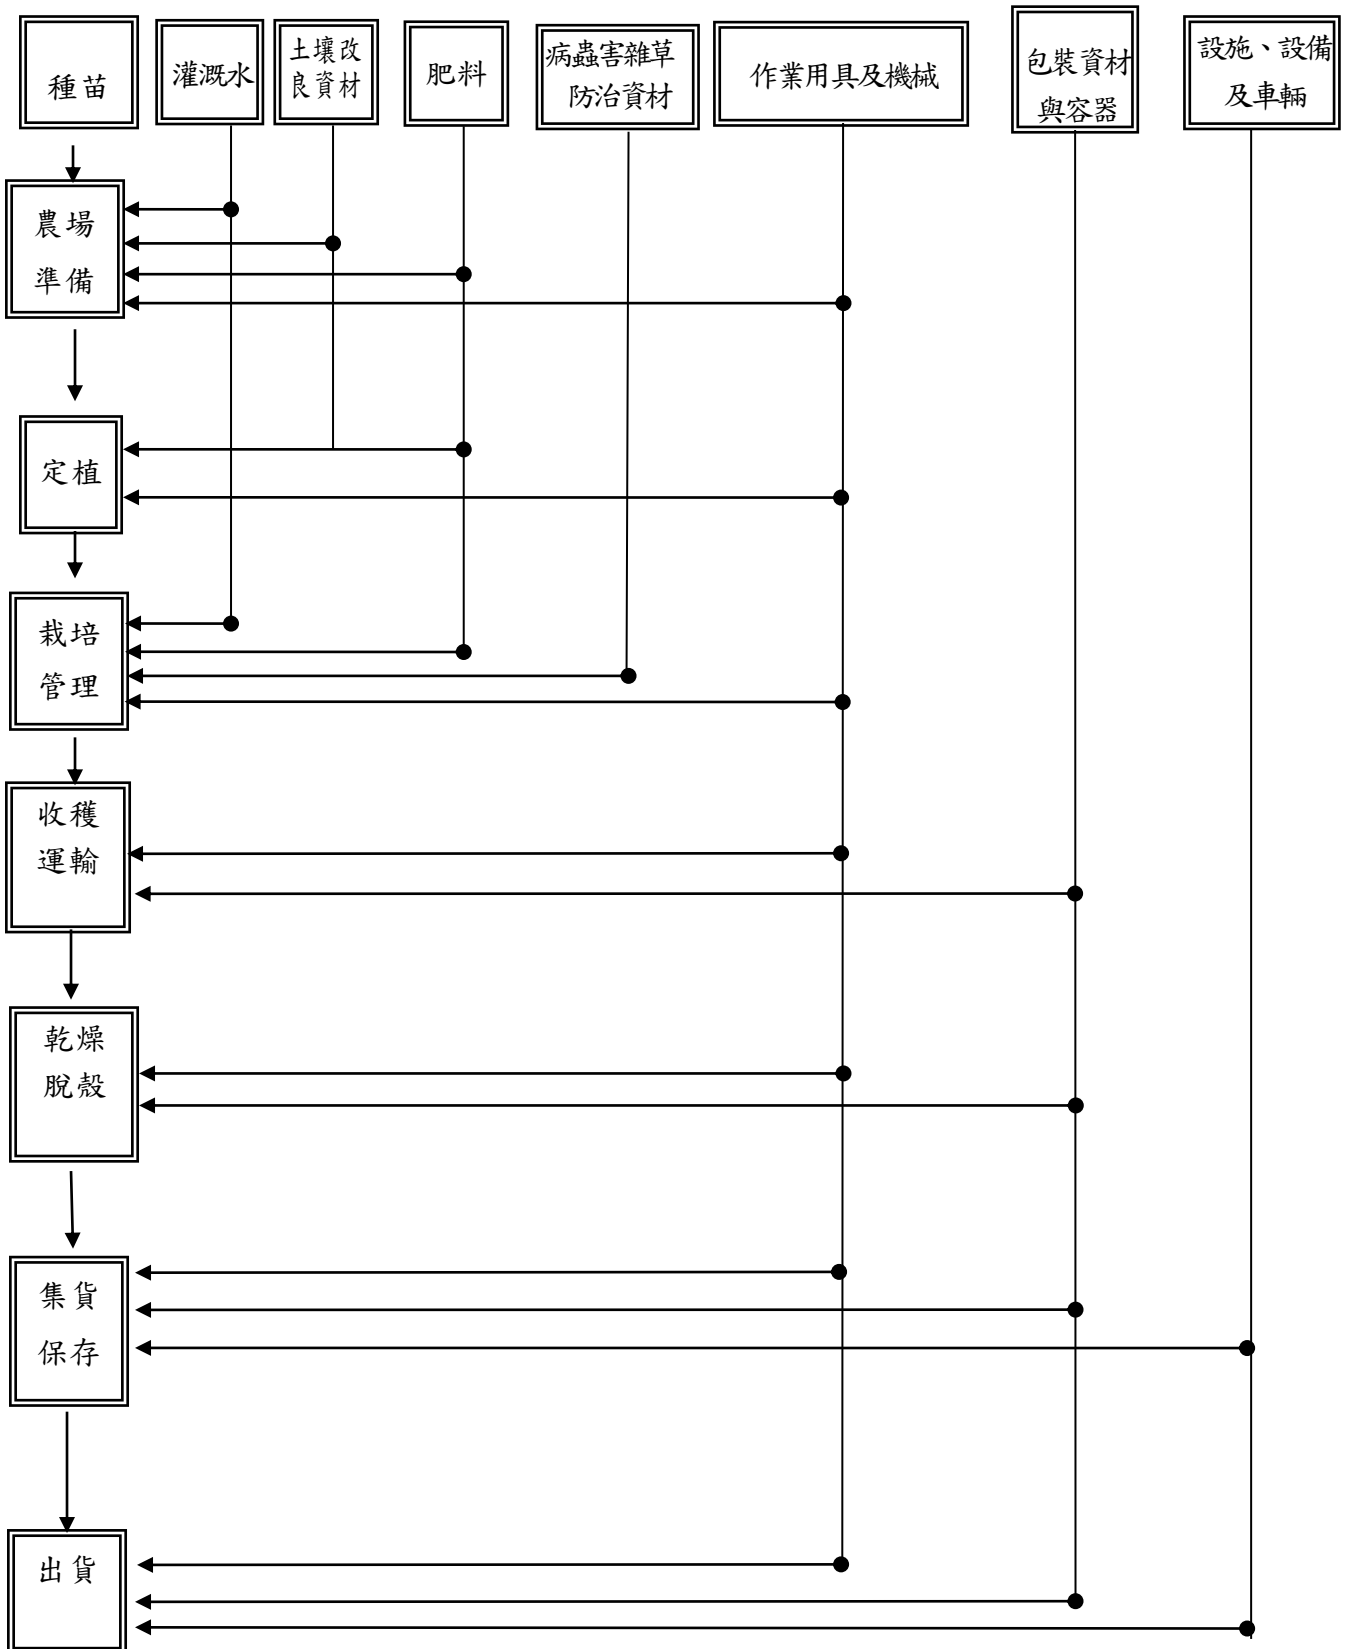 種苗
灌溉水
土壤改
良資材
肥料
病蟲害雜草
防治資材
作業用具及機械
包裝資材
與容器
設施、設備
及車輛
農場
準備
定植
栽培
管理
收穫
運輸
乾燥
脫殼
集貨
保存
出貨